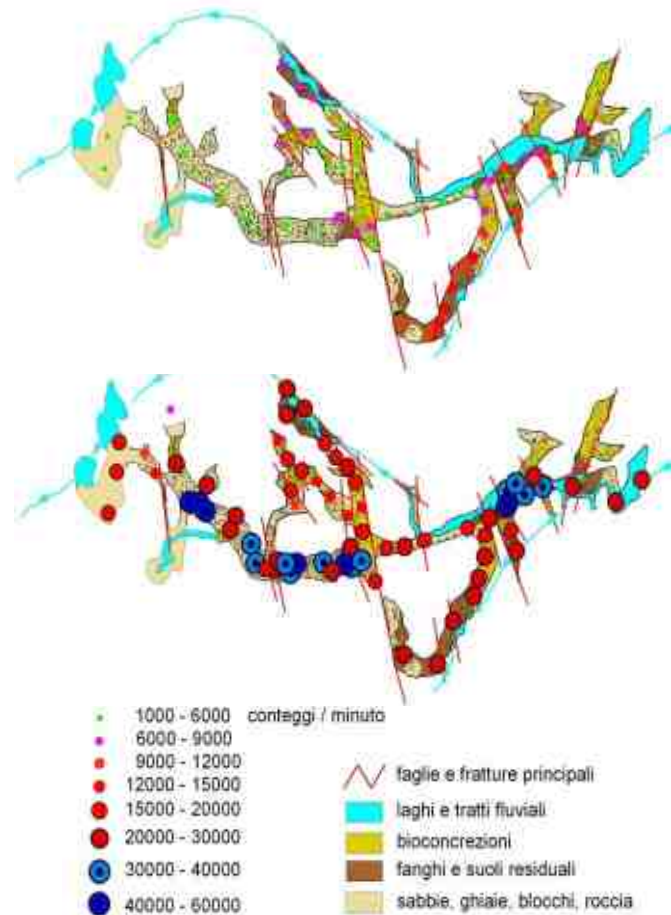 1000 - 6000 conteggi / minuto
6000 - 9000
9000 - 12000
12000 - 15000
15000 - 20000
20000 - 30000
30000 - 40000
40000 - 60000
faglie e fratture principali
laghi e tratti fluviali
bioconcrezioni
fanghi e suoli residuali
sabbie, ghiaie, blocchi, roccia